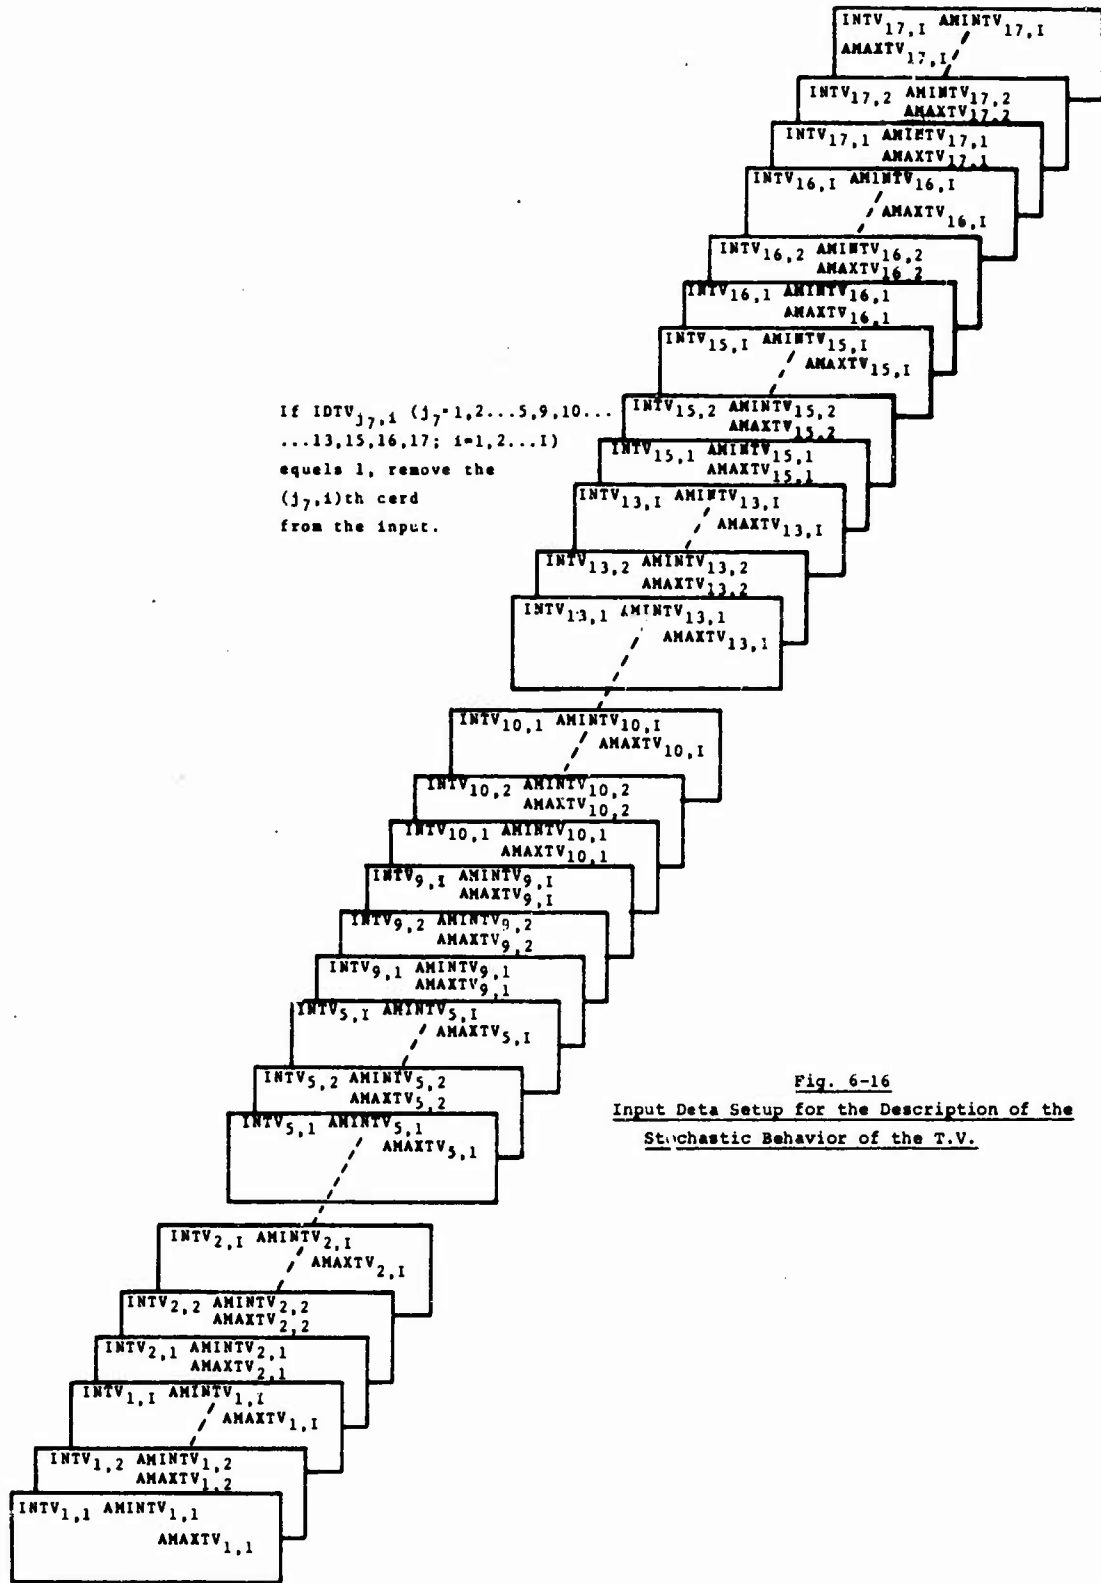 INTV17,I AMINTV17,I
AMAXTV17,I
INTV17,2 AMINTV17,2
AMAXTV17,2
INTV17,1 AMINTV17,1
AMAXTV17,1
INTV16,I AMINTV16,I
AMAXTV16,I
INTV16,2 AMINTV16,2
AMAXTV16,2
INTV16,1 AMINTV16,1
AMAXTV16,1
INTV15,I AMINTV15,I
AMAXTV15,I
If IDTVj7,i (j7=1,2...5,9,10...
...13,15,16,17; i=1,2...I)
equels 1, remove the
(j7,i)th cerd
from the input.
INTV15,2 AMINTV15,2
AMAXTV15,2
INTV15,1 AMINTV15,1
AMAXTV15,1
INTV13,I AMINTV13,I
AMAXTV13,I
INTV13,2 AMINTV13,2
AMAXTV13,2
INTV13,1 AMINTV13,1
AMAXTV13,1
INTV10,1 AMINTV10,I
AMAXTV10,I
INTV10,2 AMINTV10,2
AMAXTV10,2
INTV10,1 AMINTV10,1
AMAXTV10,1
INTV9,I AMINTV9,I
AMAXTV9,I
INTV9,2 AMINTV9,2
AMAXTV9,2
INTV9,1 AMINTV9,1
AMAXTV9,1
INTV5,I AMINTV5,I
AMAXTV5,I
INTV5,2 AMINTV5,2
AMAXTV5,2
INTV5,1 AMINTV5,1
AMAXTV5,1
Fig. 6-16
Input Deta Setup for the Description of the
Stochastic Behavior of the T.V.
INTV2,I AMINTV2,I
AMAXTV2,I
INTV2,2 AMINTV2,2
AMAXTV2,2
INTV2,1 AMINTV2,1
AMAXTV2,1
INTV1,I AMINTV1,I
AMAXTV1,I
INTV1,2 AMINTV1,2
AMAXTV1,2
INTV1,1 AMINTV1,1
AMAXTV1,1